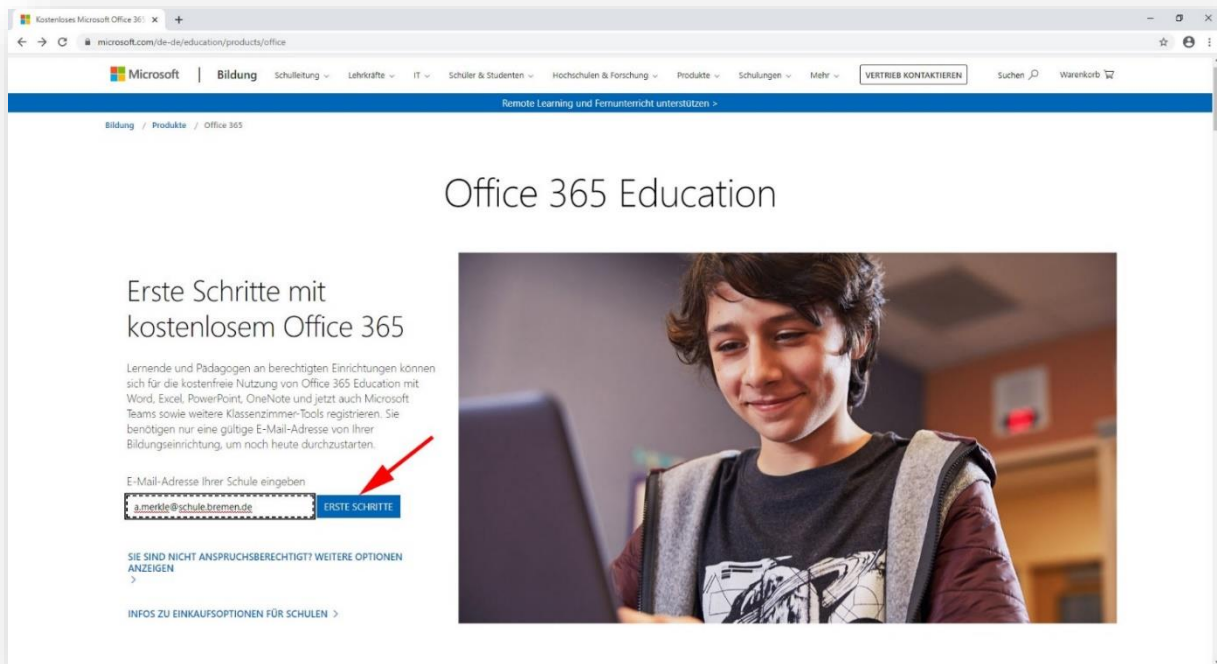 Kostenloses Microsoft Office 365
microsoft.com/de-de/education/products/office
Microsoft | Bildung Schulleitung Lehrkräfte IT Schüler & Studenten Hochschulen & Forschung Produkte Schulungen Mehr VERTRIEB KONTAKTIEREN Suchen Warenkorb
Remote Learning und Fernunterricht unterstützen >
Bildung / Produkte / Office 365
Office 365 Education
Erste Schritte mit
kostenlosem Office 365
Lernende und Pädagogen an berechtigten Einrichtungen können
sich für die kostenfreie Nutzung von Office 365 Education mit
Word, Excel, PowerPoint, OneNote und jetzt auch Microsoft
Teams sowie weitere Klassenzimmer-Tools registrieren. Sie
benötigen nur eine gültige E-Mail-Adresse von Ihrer
Bildungseinrichtung, um noch heute durchzustarten.
E-Mail-Adresse Ihrer Schule eingeben
a.merkle@schule.bremen.de ERSTE SCHRITTE
SIE SIND NICHT ANSPRUCHSBERECHTIGT? WEITERE OPTIONEN
ANZEIGEN
>
INFOS ZU EINKAUFSOPTIONEN FÜR SCHULEN >